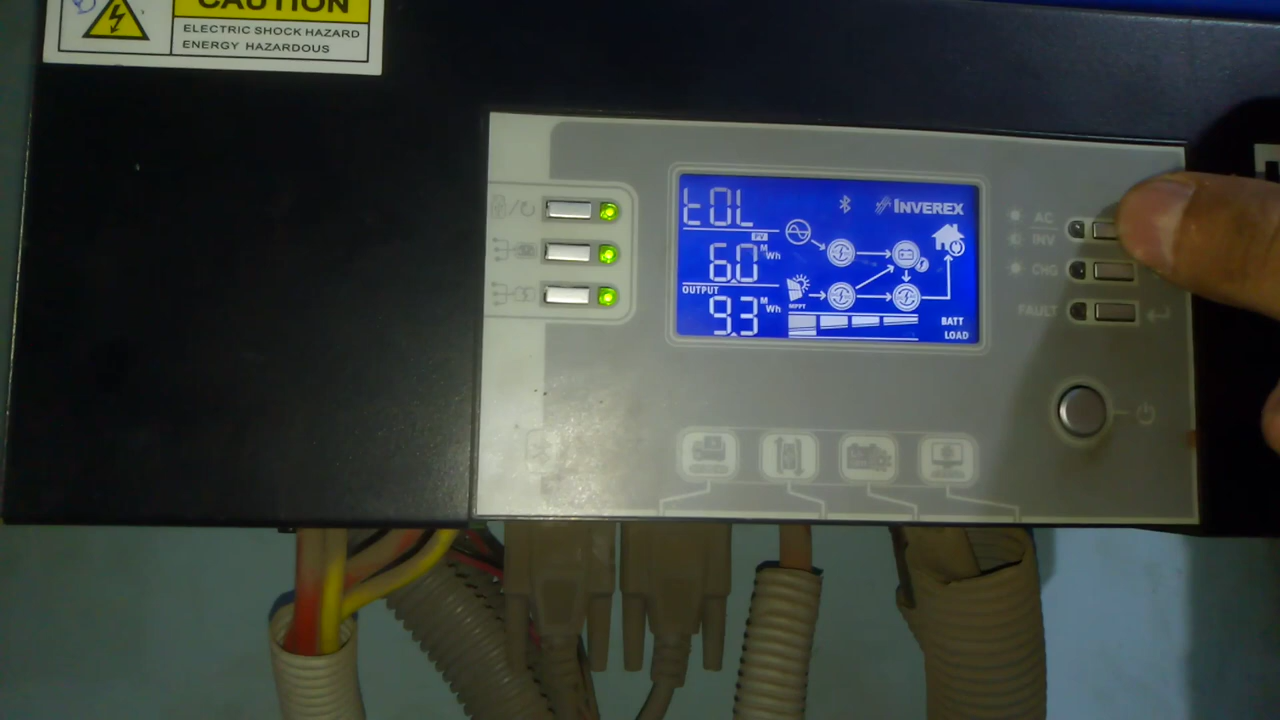 CAUTION
ELECTRIC SHOCK HAZARD
ENERGY HAZARDOUS
tOL
INVEREX
PV
6.0 MWh
OUTPUT
9.3 MWh
MPPT
BATT
LOAD
AC
INV
CHG
FAULT